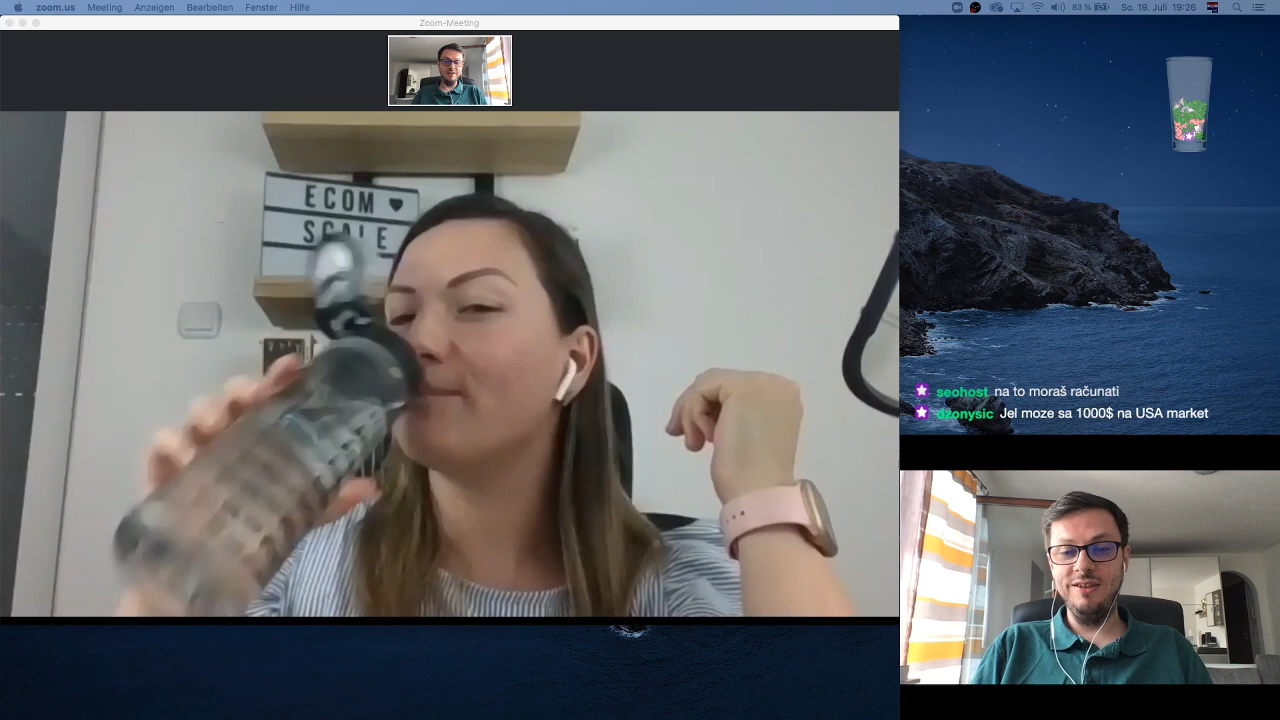 zoom.us Meeting Anzeigen Bearbeiten Fenster Hilfe
83 % So. 19. Juli 19:26
Zoom-Meeting
ECOM ♥
SCALE
seohost na to moraš računati
dzonysic Jel moze sa 1000$ na USA market